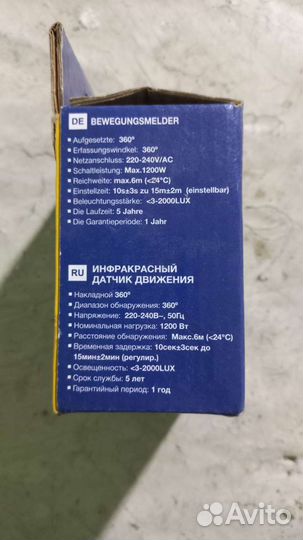 DE BEWEGUNGSMELDER
Aufgesetzte: 360°
Erfassungswindkel: 360°
Netzanschluss: 220-240V/AC
Schaltleistung: Max.1200W
Reichweite: max.6m (<24°C)
Einstellzeit: 10s±3s zu 15m±2m (einstellbar)
Beleuchtungsstärke: <3-2000LUX
Die Laufzeit: 5 Jahre
Die Garantieperiode: 1 Jahr
RU ИНФРАКРАСНЫЙ
ДАТЧИК ДВИЖЕНИЯ
Накладной 360°
Диапазон обнаружения: 360°
Напряжение: 220-240В~, 50Гц
Номинальная нагрузка: 1200 Вт
Расстояние обнаружения: Макс.6м (<24°C)
Временная задержка: 10сек±3сек до
15мин±2мин (регулир.)
Освещенность: <3-2000LUX
Срок службы: 5 лет
Гарантийный период: 1 год
Avito